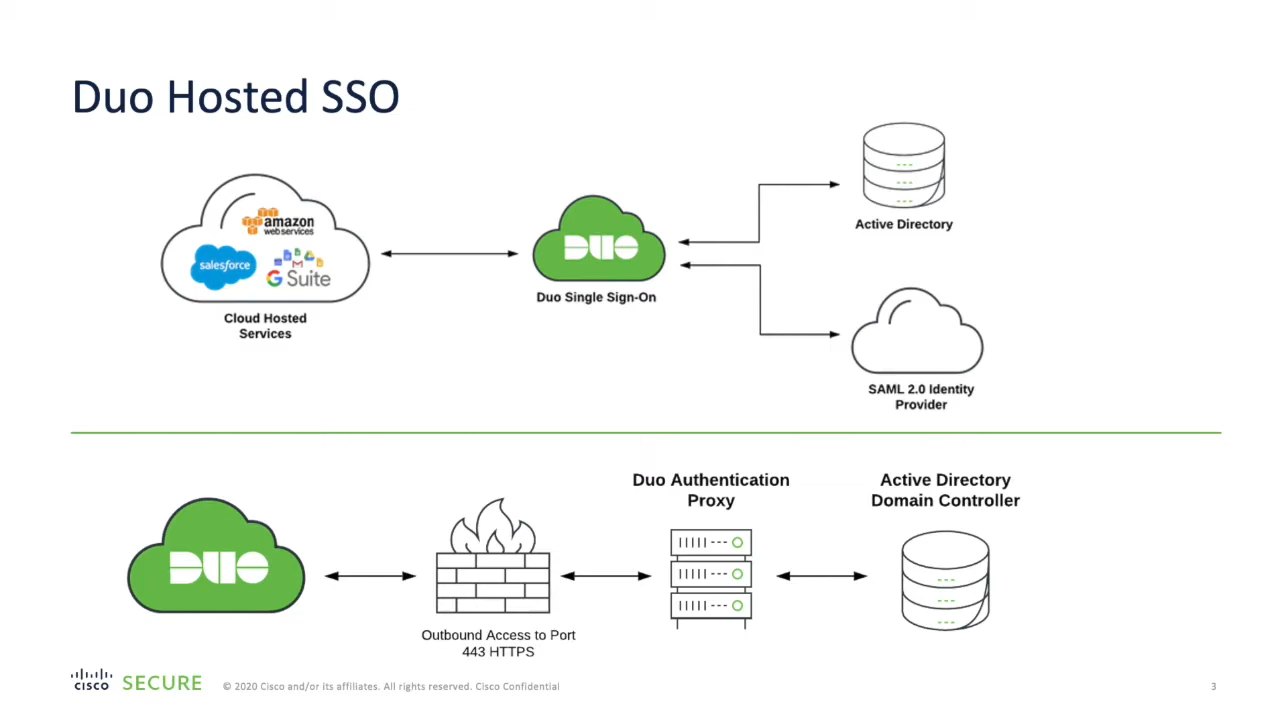 Duo Hosted SSO
amazon
webservices
salesforce
G Suite
Cloud Hosted
Services
DUO
Duo Single Sign-On
Active Directory
SAML 2.0 Identity
Provider
DUO
Outbound Access to Port
443 HTTPS
Duo Authentication
Proxy
Active Directory
Domain Controller
CISCO SECURE
© 2020 Cisco and/or its affiliates. All rights reserved. Cisco Confidential
3